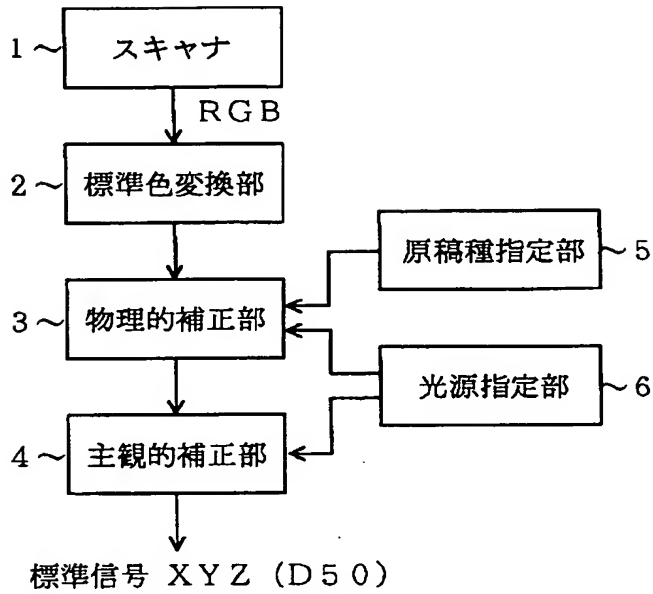 1～ スキャナ
RGB
2～ 標準色変換部
原稿種指定部 ～5
3～ 物理的補正部
光源指定部 ～6
4～ 主観的補正部
標準信号 XYZ (D50)